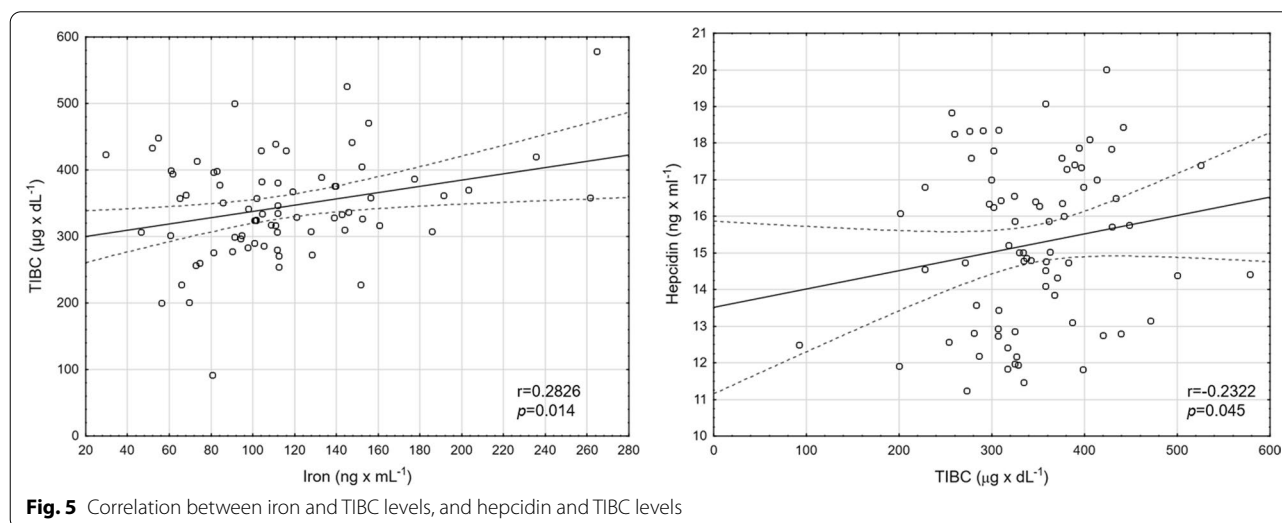 600
500
400
300
200
100
0
TIBC (µg x dL⁻¹)
20 40 60 80 100 120 140 160 180 200 220 240 260 280
Iron (ng x mL⁻¹)
r=0.2826
p=0.014
21
20
19
18
17
16
15
14
13
12
11
10
Hepcidin (ng x ml⁻¹)
0 100 200 300 400 500 600
TIBC (µg x dL⁻¹)
r=-0.2322
p=0.045
Fig. 5 Correlation between iron and TIBC levels, and hepcidin and TIBC levels